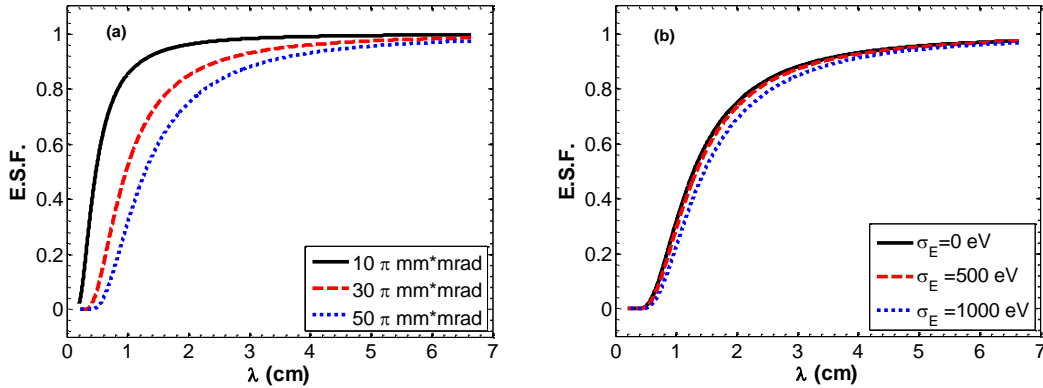 (a)
E.S.F.
1
0.8
0.6
0.4
0.2
0
0 1 2 3 4 5 6 7
λ (cm)
10 π mm*mrad
30 π mm*mrad
50 π mm*mrad
(b)
E.S.F.
1
0.8
0.6
0.4
0.2
0
0 1 2 3 4 5 6 7
λ (cm)
σE=0 eV
σE =500 eV
σE =1000 eV